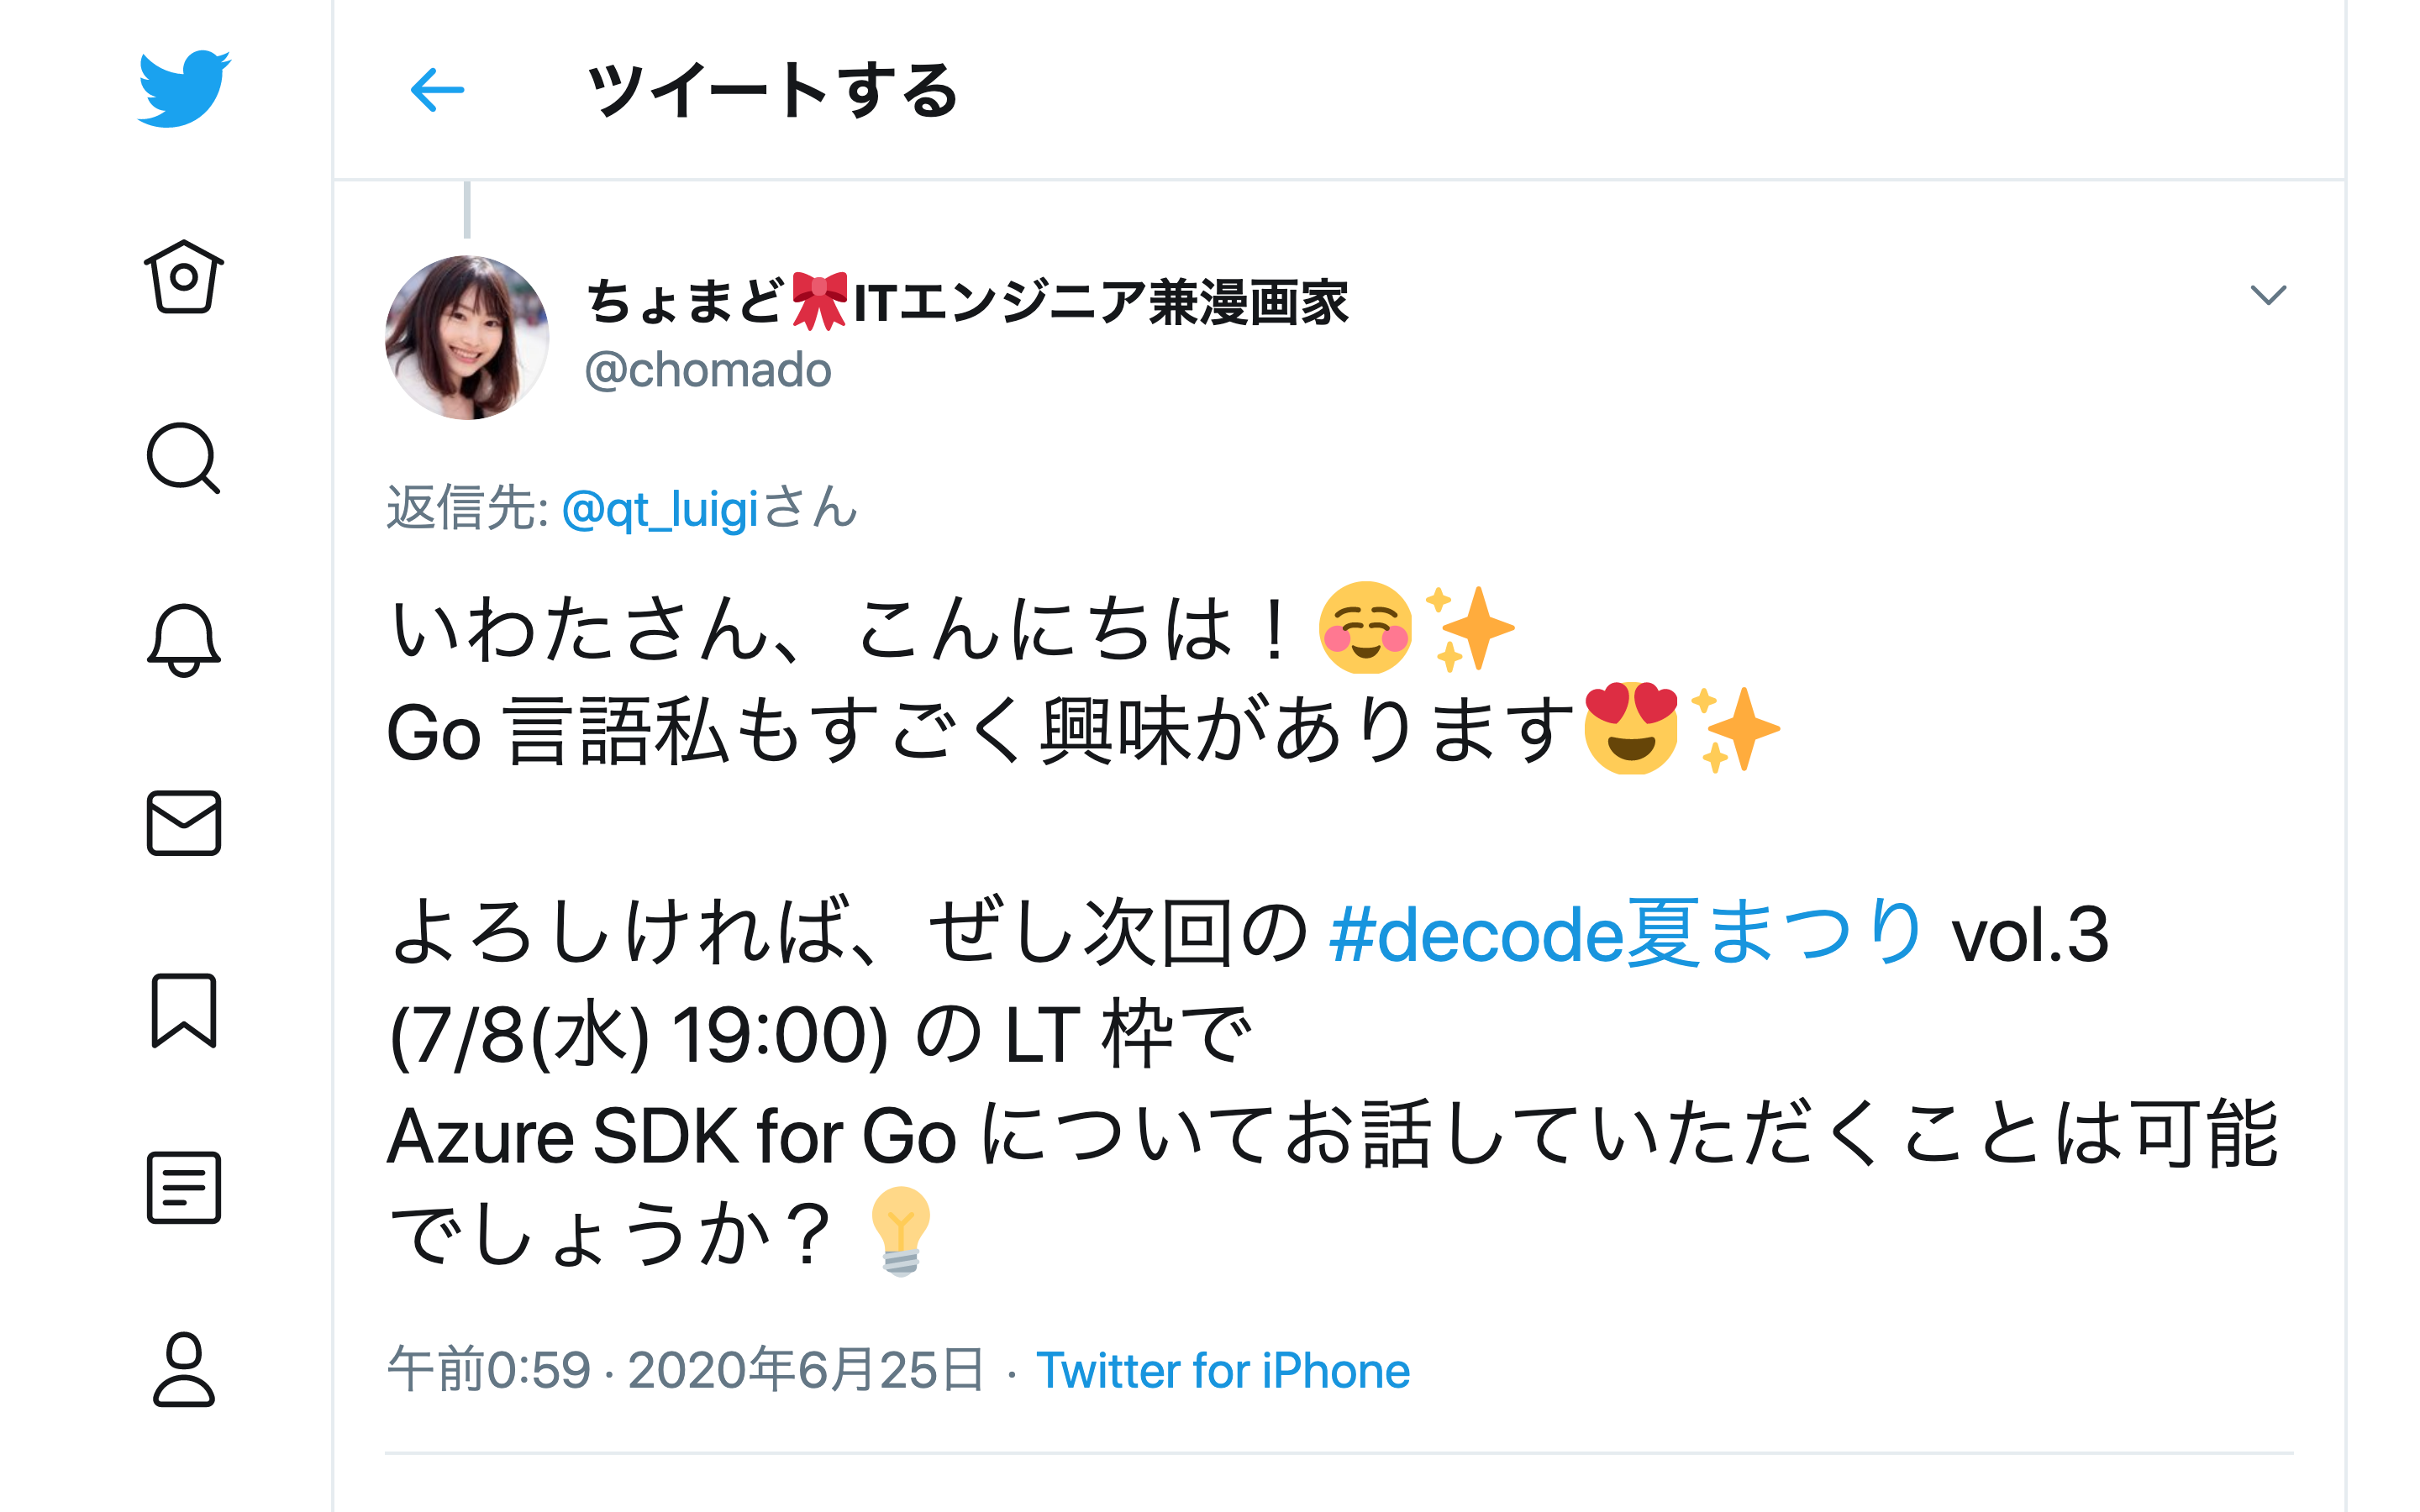 ツイートする
ちょまど🎀ITエンジニア兼漫画家
@chomado
返信先: @qt_luigiさん
いわたさん、こんにちは！☺️✨
Go 言語私もすごく興味があります😍✨
よろしければ、ぜひ次回の #decode夏まつり vol.3
(7/8(水) 19:00) の LT 枠で
Azure SDK for Go についてお話していただくことは可能
でしょうか？💡
午前0:59 · 2020年6月25日 · Twitter for iPhone